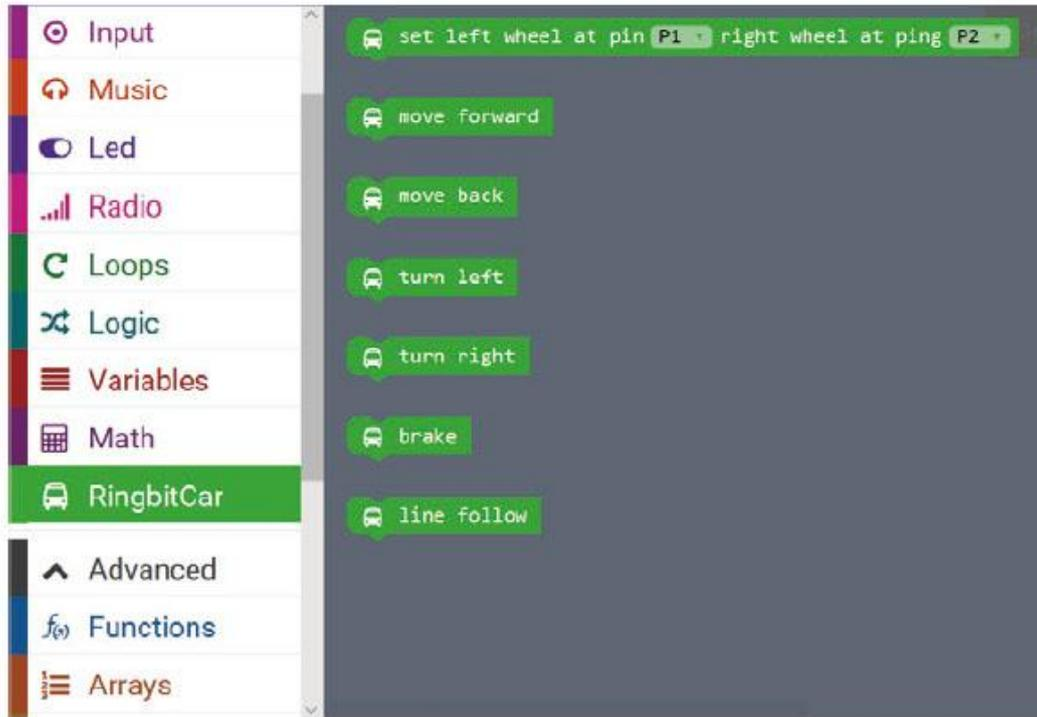 Input
Music
Led
Radio
Loops
Logic
Variables
Math
RingbitCar
Advanced
f(x) Functions
Arrays
set left wheel at pin P1 right wheel at ping P2
move forward
move back
turn left
turn right
brake
line follow